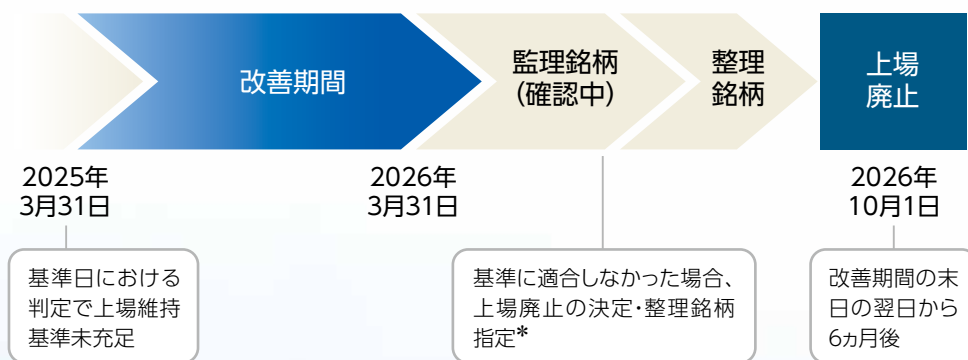 改善期間
監理銘柄
(確認中)
整理
銘柄
上場
廃止
2025年
3月31日
2026年
3月31日
2026年
10月1日
基準日における
判定で上場維持
基準未充足
基準に適合しなかった場合、
上場廃止の決定・整理銘柄
指定*
改善期間の末
日の翌日から
6ヵ月後